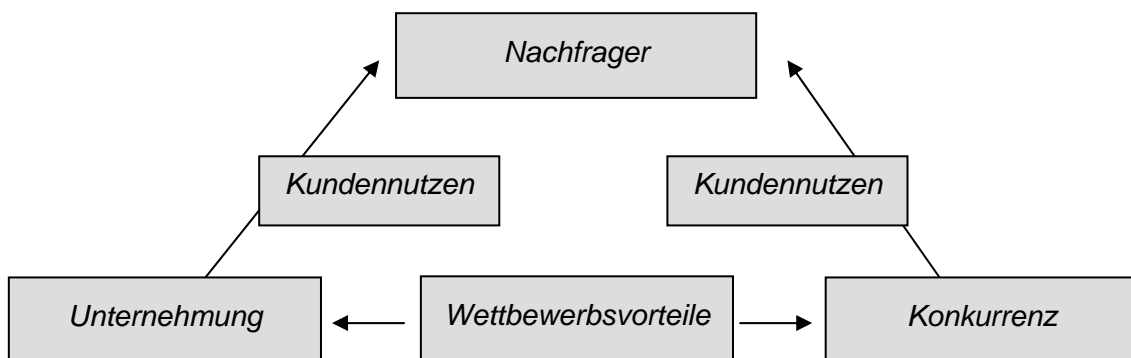 Nachfrager
Kundennutzen
Kundennutzen
Unternehmung
Wettbewerbsvorteile
Konkurrenz